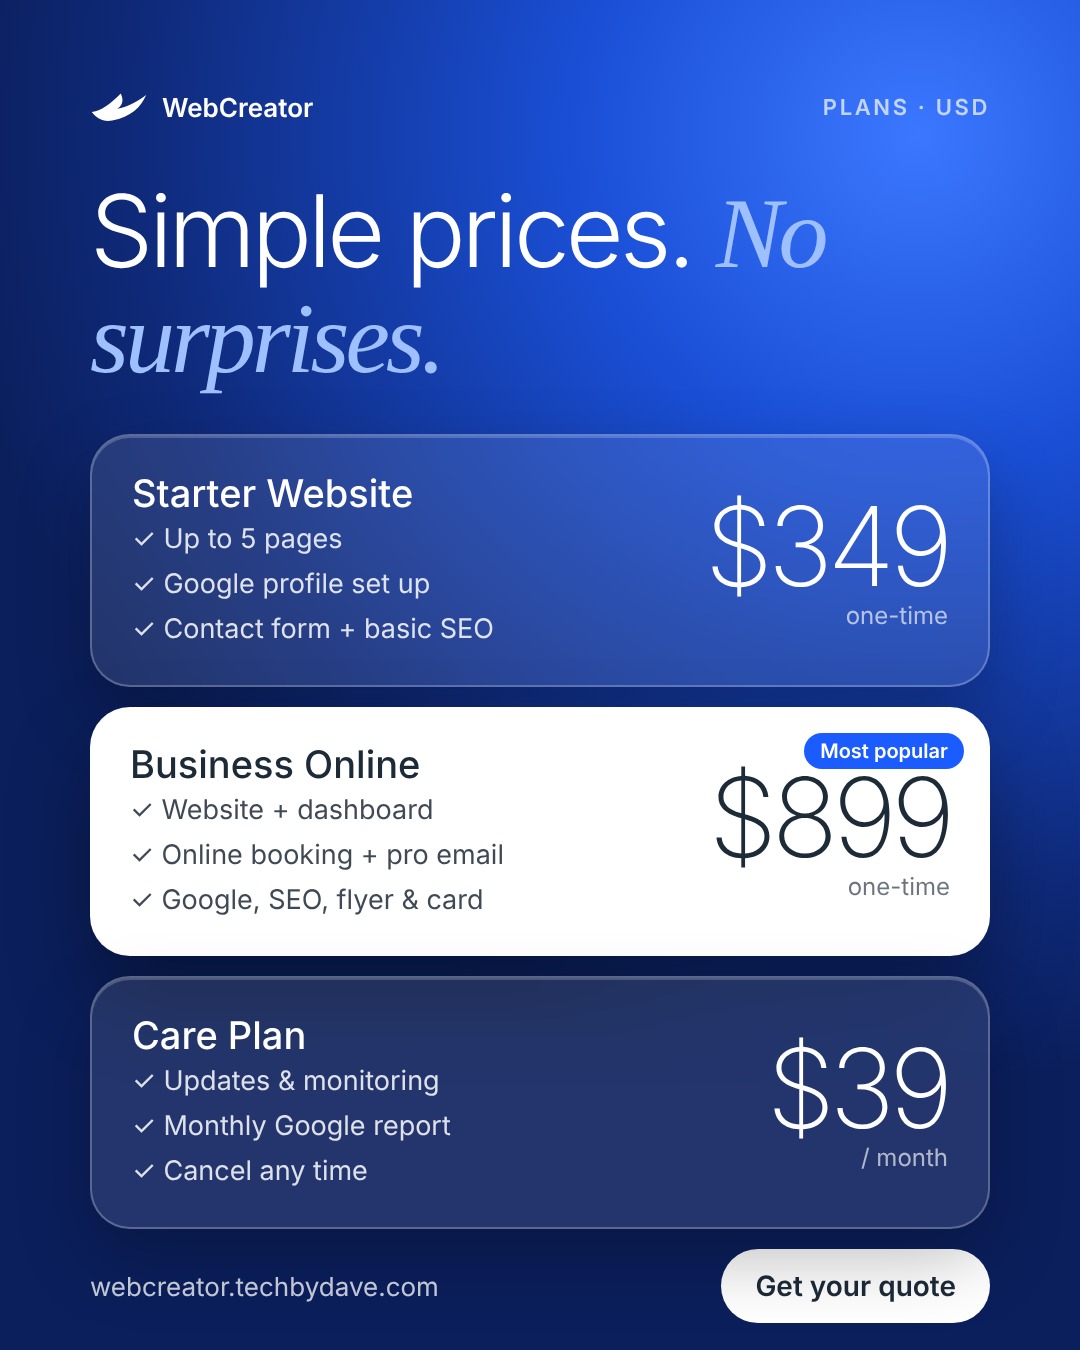 WebCreator
PLANS · USD
Simple prices. No
surprises.
Starter Website
✓ Up to 5 pages
✓ Google profile set up
✓ Contact form + basic SEO
$349
one-time
Most popular
Business Online
✓ Website + dashboard
✓ Online booking + pro email
✓ Google, SEO, flyer & card
$899
one-time
Care Plan
✓ Updates & monitoring
✓ Monthly Google report
✓ Cancel any time
$39
/ month
webcreator.techbydave.com
Get your quote